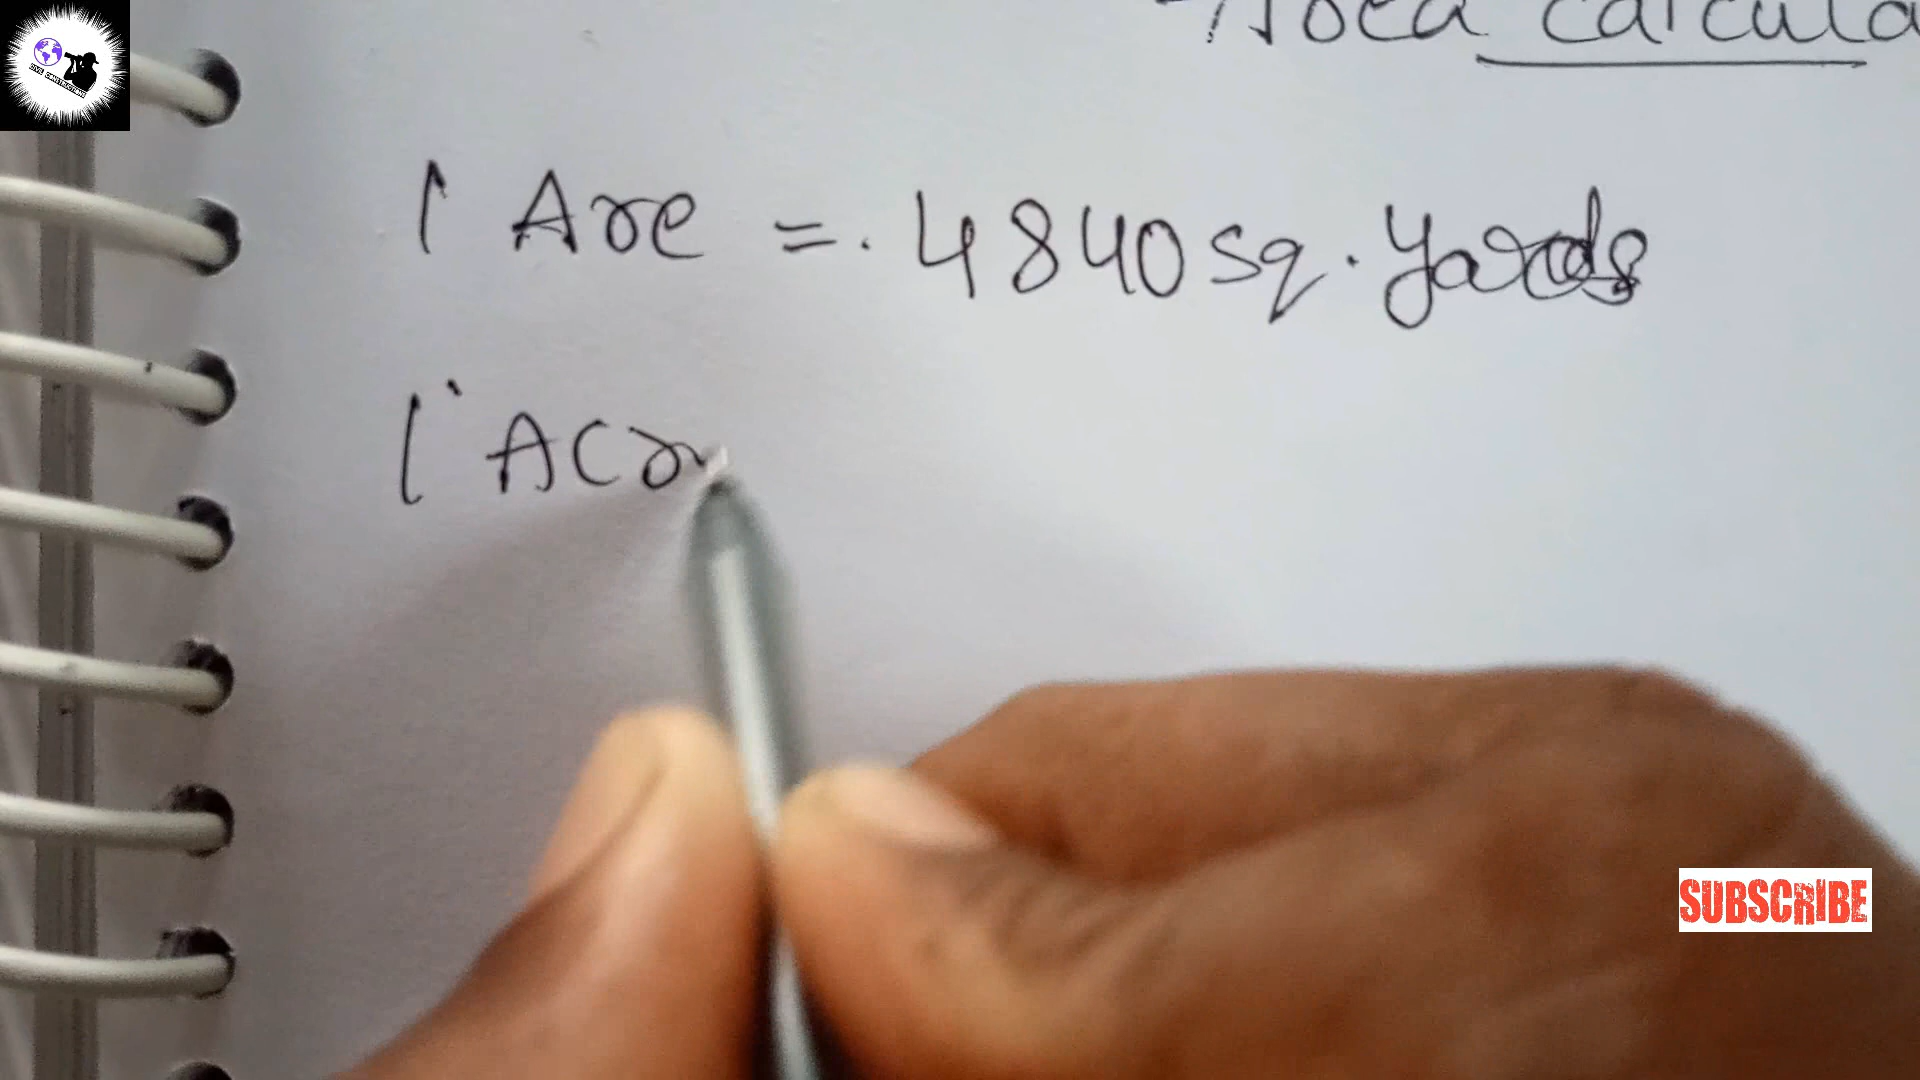 Area calcula
1 Are = . 4840 sq. yards
1 Acr
SUBSCRIBE